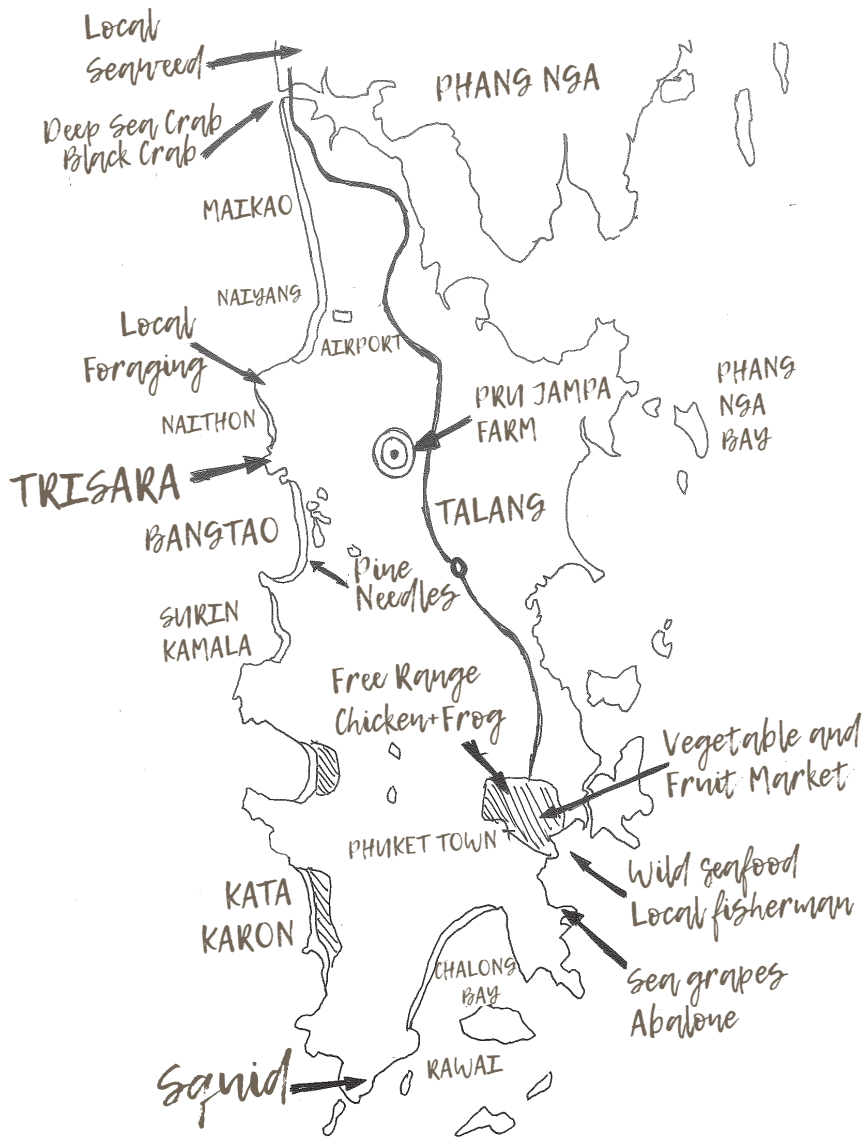 Local
Seaweed
PHANG NGA
Deep Sea Crab
Black Crab
MAIKAO
NAIYANG
Local
Foraging
AIRPORT
PHANG
NGA
BAY
PRU JAMPA
FARM
NAITHON
TRISARA
TALANG
BANGTAO
Pine
Needles
SURIN
KAMALA
Free Range
Chicken+Frog
Vegetable and
Fruit Market
PHUKET TOWN
Wild seafood
Local fisherman
KATA
KARON
CHALONG
BAY
Sea grapes
Abalone
RAWAI
Squid